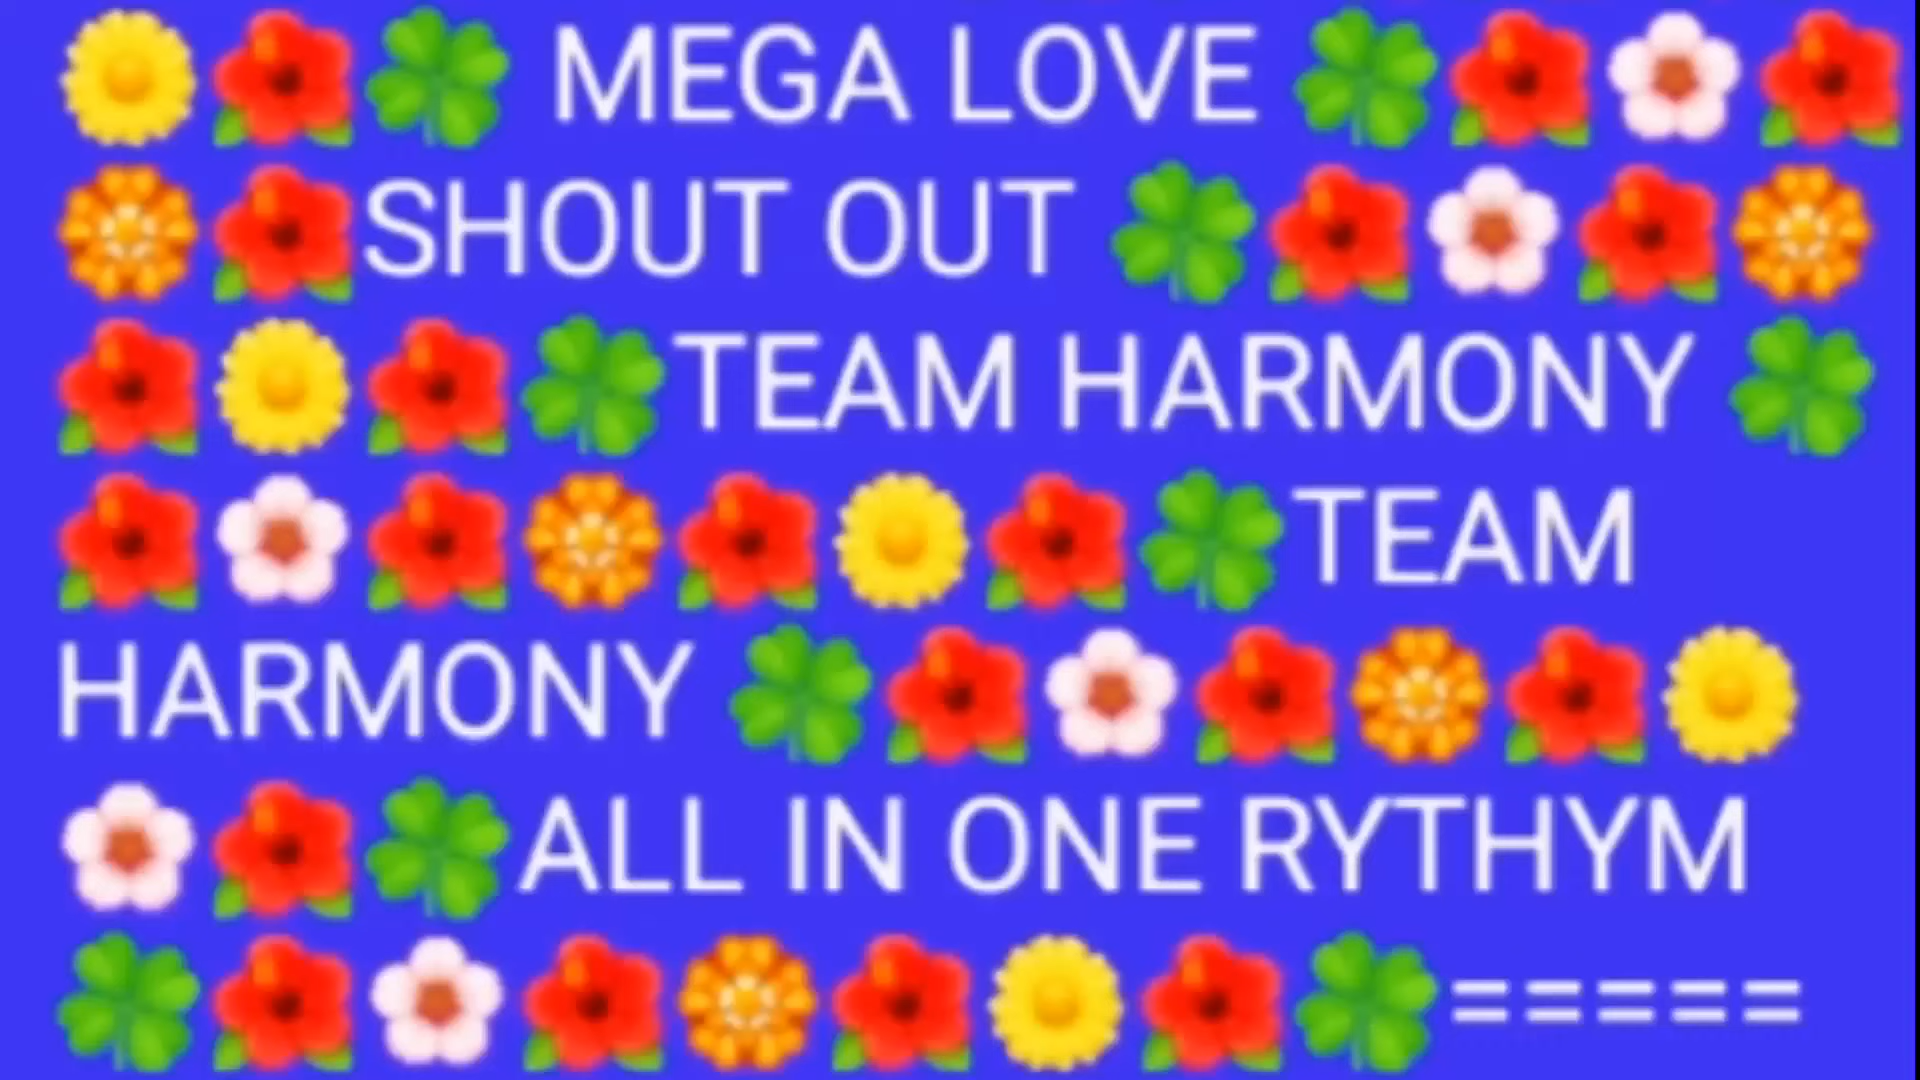 🌼🌺🍀 MEGA LOVE 🍀🌺🌸🌺
🏵️🌺SHOUT OUT 🍀🌺🌸🌺🏵️
🌺🌼🌺🍀TEAM HARMONY 🍀
🌺🌸🌺🏵️🌺🌼🌺🍀TEAM
HARMONY 🍀🌺🌸🌺🏵️🌺🌼
🌸🌺🍀ALL IN ONE RYTHYM
🍀🌺🌸🌺🏵️🌺🌼🌺🍀=====